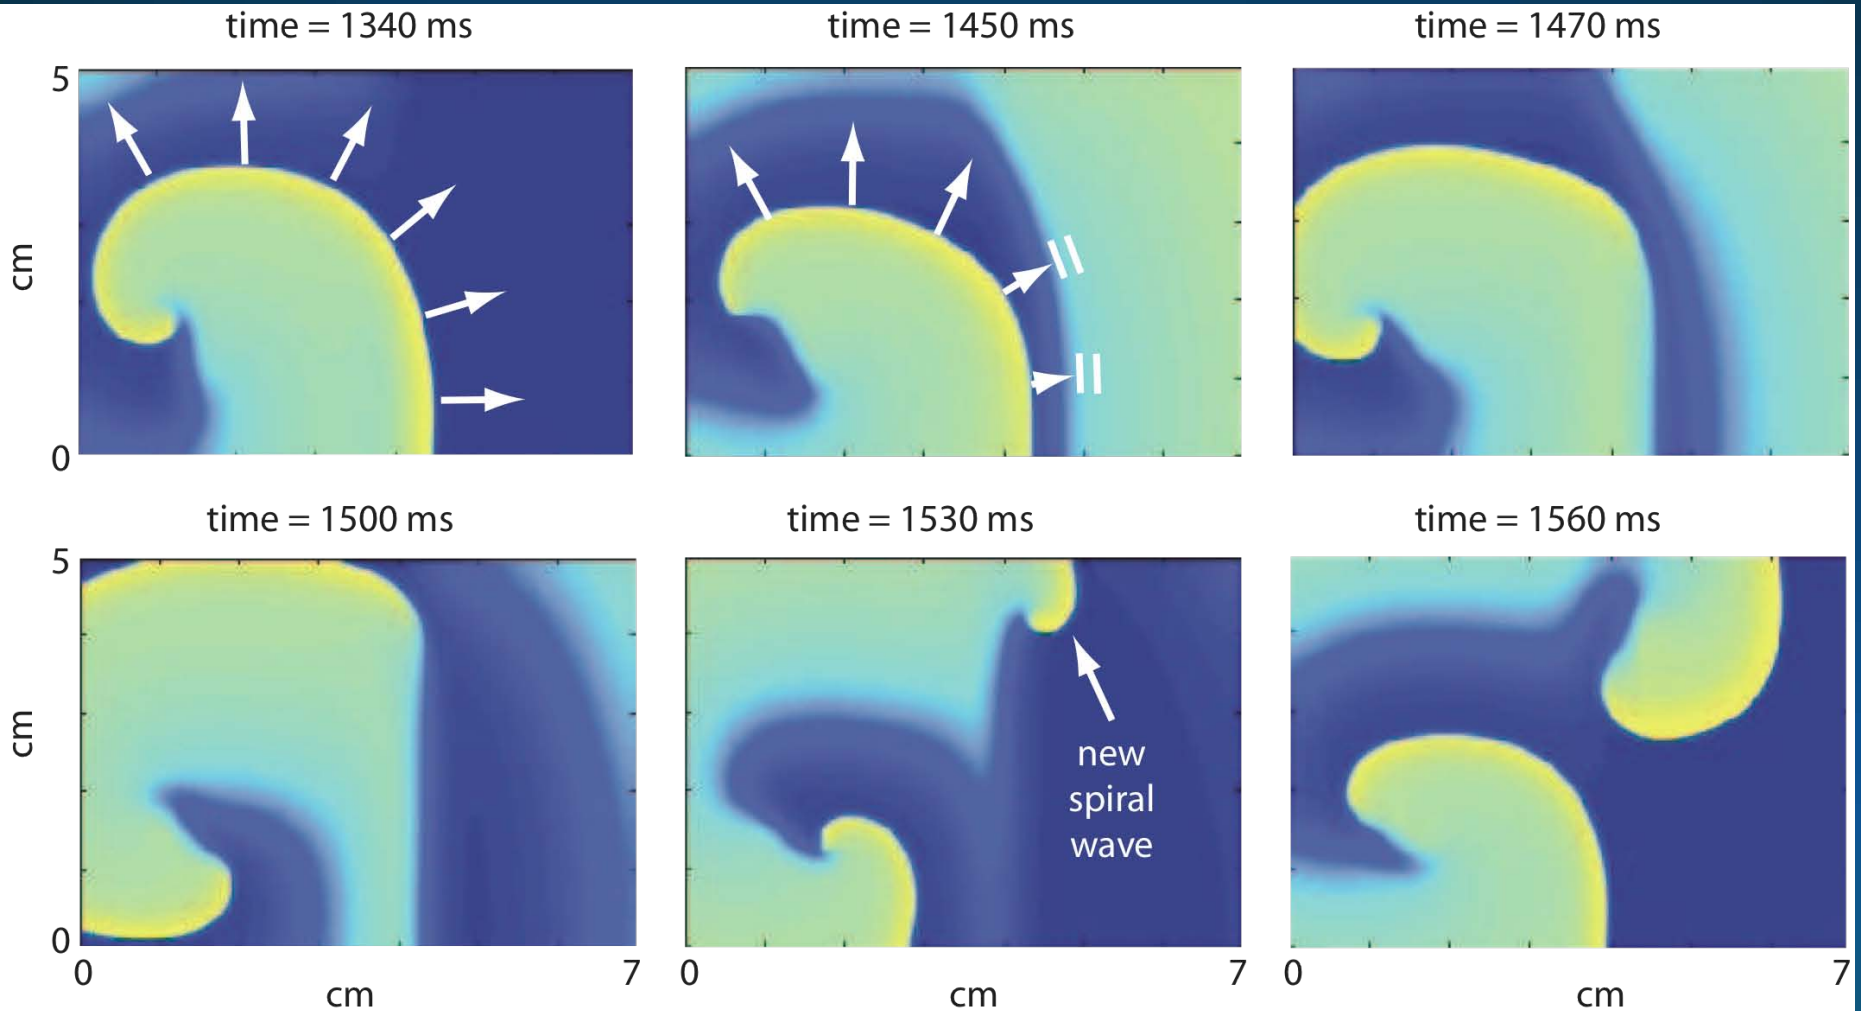 time = 1340 ms
time = 1450 ms
time = 1470 ms
5
cm
0
time = 1500 ms
time = 1530 ms
time = 1560 ms
5
cm
new
spiral
wave
0
0
7
0
7
0
7
cm
cm
cm